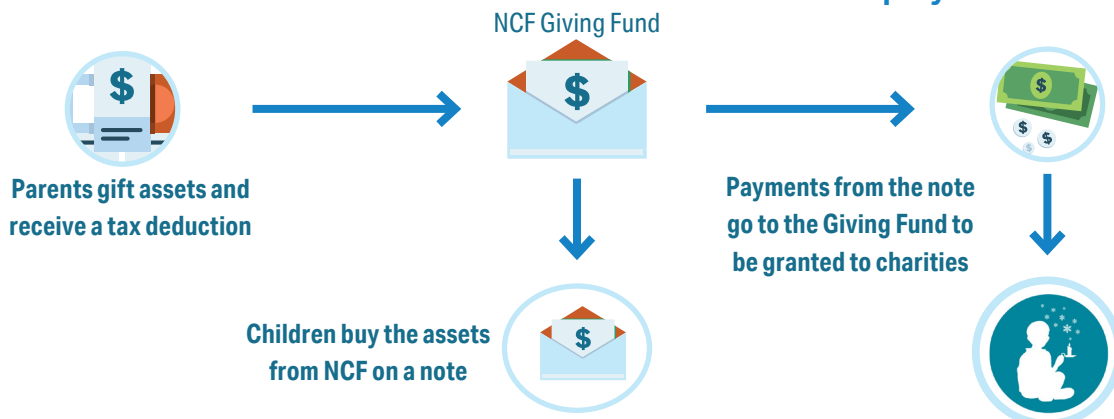 NCF Giving Fund
$
$
$
$
$
$
Parents gift assets and
receive a tax deduction
Payments from the note
go to the Giving Fund to
be granted to charities
Children buy the assets
from NCF on a note
$